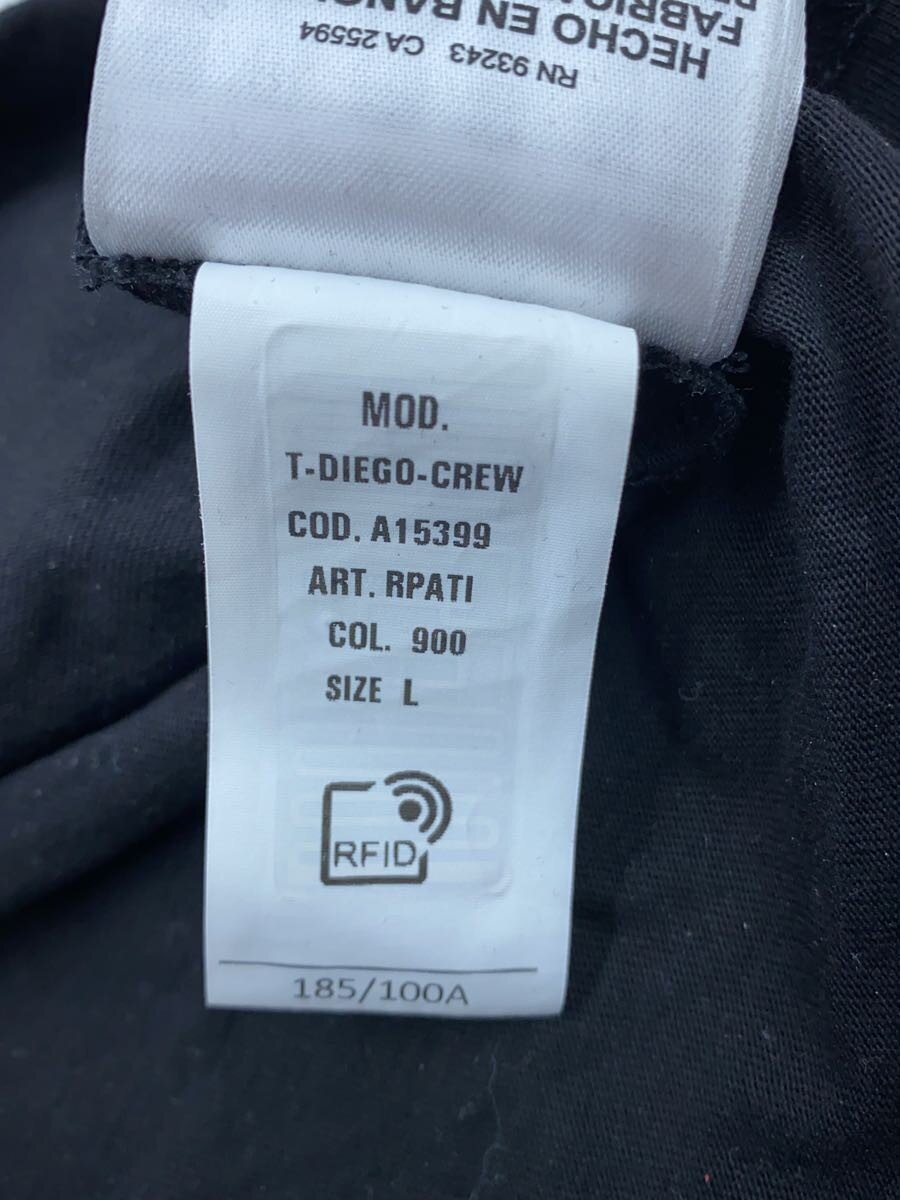 FABRIQ
HECHO EN BANG
RN 93243 CA 25594
MOD.
T-DIEGO-CREW
COD. A15399
ART. RPATI
COL. 900
SIZE L
RFID
185/100A